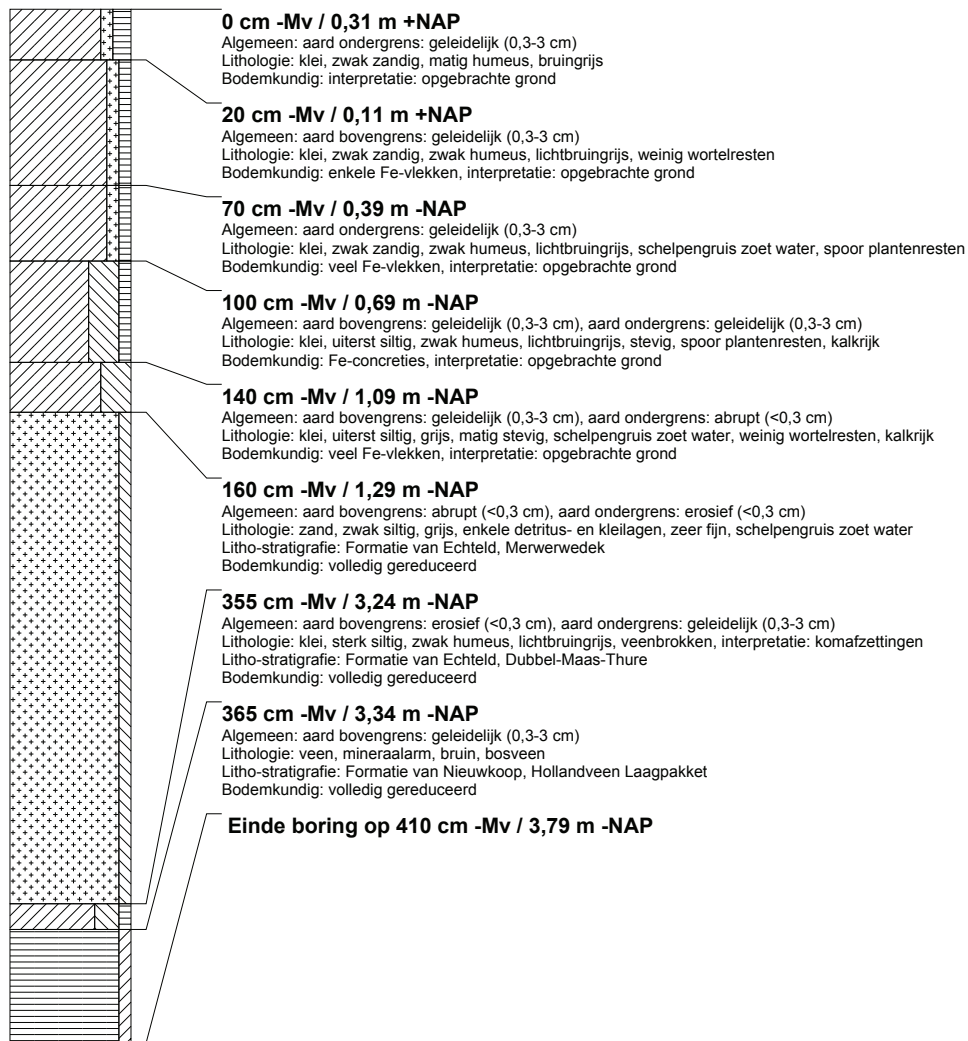 0 cm -Mv / 0,31 m +NAP
Algemeen: aard ondergrens: geleidelijk (0,3-3 cm)
Lithologie: klei, zwak zandig, matig humeus, bruingrijs
Bodemkundig: interpretatie: opgebrachte grond
20 cm -Mv / 0,11 m +NAP
Algemeen: aard bovengrens: geleidelijk (0,3-3 cm)
Lithologie: klei, zwak zandig, zwak humeus, lichtbruingrijs, weinig wortelresten
Bodemkundig: enkele Fe-vlekken, interpretatie: opgebrachte grond
70 cm -Mv / 0,39 m -NAP
Algemeen: aard ondergrens: geleidelijk (0,3-3 cm)
Lithologie: klei, zwak zandig, zwak humeus, lichtbruingrijs, schelpengruis zoet water, spoor plantenresten
Bodemkundig: veel Fe-vlekken, interpretatie: opgebrachte grond
100 cm -Mv / 0,69 m -NAP
Algemeen: aard bovengrens: geleidelijk (0,3-3 cm), aard ondergrens: geleidelijk (0,3-3 cm)
Lithologie: klei, uiterst siltig, zwak humeus, lichtbruingrijs, stevig, spoor plantenresten, kalkrijk
Bodemkundig: Fe-concreties, interpretatie: opgebrachte grond
140 cm -Mv / 1,09 m -NAP
Algemeen: aard bovengrens: geleidelijk (0,3-3 cm), aard ondergrens: abrupt (<0,3 cm)
Lithologie: klei, uiterst siltig, grijs, matig stevig, schelpengruis zoet water, weinig wortelresten, kalkrijk
Bodemkundig: veel Fe-vlekken, interpretatie: opgebrachte grond
160 cm -Mv / 1,29 m -NAP
Algemeen: aard bovengrens: abrupt (<0,3 cm), aard ondergrens: erosief (<0,3 cm)
Lithologie: zand, zwak siltig, grijs, enkele detritus- en kleilagen, zeer fijn, schelpengruis zoet water
Litho-stratigrafie: Formatie van Echteld, Merwerwedek
Bodemkundig: volledig gereduceerd
355 cm -Mv / 3,24 m -NAP
Algemeen: aard bovengrens: erosief (<0,3 cm), aard ondergrens: geleidelijk (0,3-3 cm)
Lithologie: klei, sterk siltig, zwak humeus, lichtbruingrijs, veenbrokken, interpretatie: komafzettingen
Litho-stratigrafie: Formatie van Echteld, Dubbel-Maas-Thure
Bodemkundig: volledig gereduceerd
365 cm -Mv / 3,34 m -NAP
Algemeen: aard bovengrens: geleidelijk (0,3-3 cm)
Lithologie: veen, mineraalarm, bruin, bosveen
Litho-stratigrafie: Formatie van Nieuwkoop, Hollandveen Laagpakket
Bodemkundig: volledig gereduceerd
Einde boring op 410 cm -Mv / 3,79 m -NAP